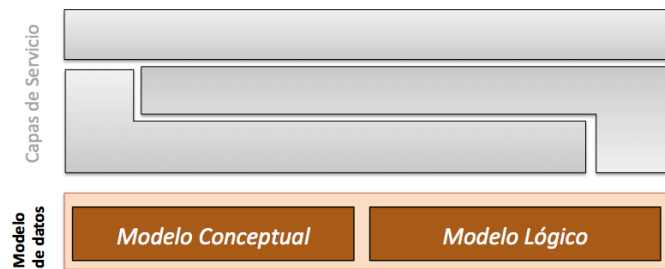 Capas de Servicio
Modelo
de datos
Modelo Conceptual
Modelo Lógico